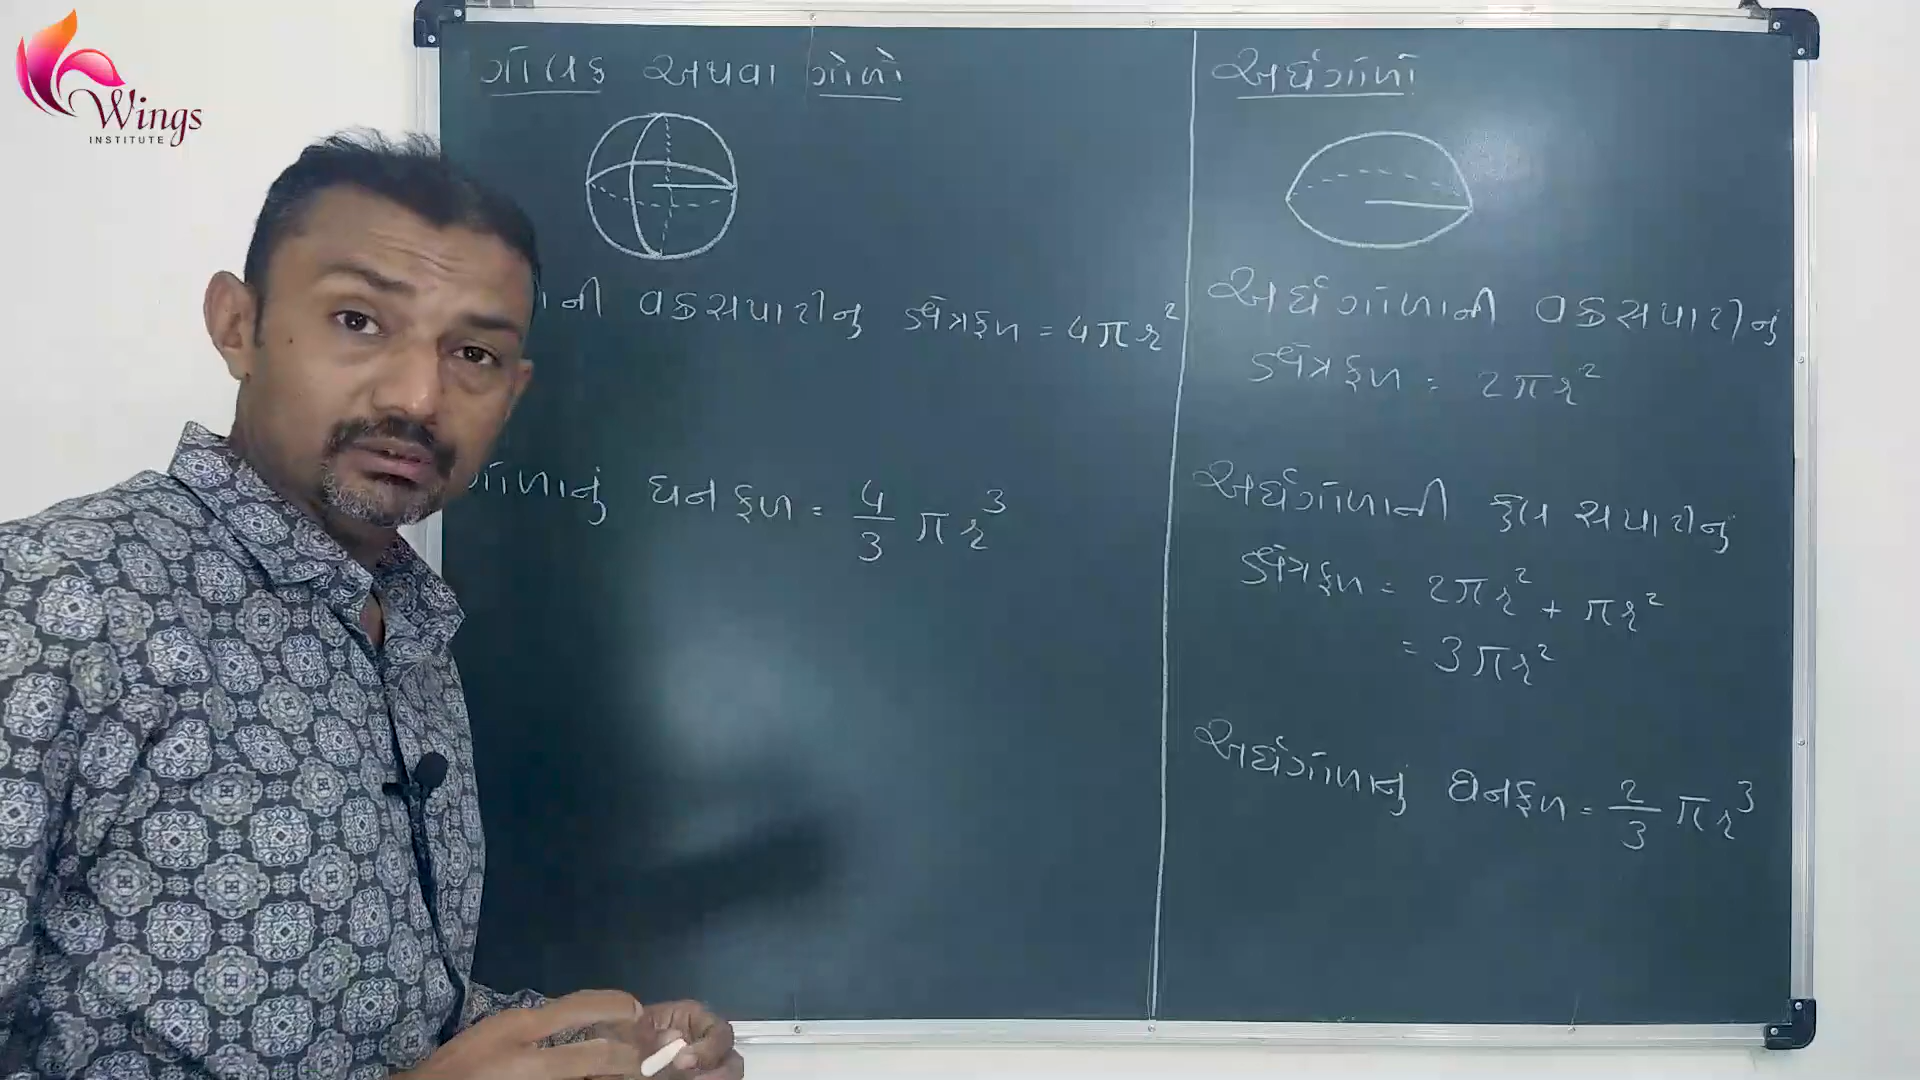 Wings
INSTITUTE
ગોલક અથવા ગોળો
ની વક્રસપાટીનું ક્ષેત્રફળ = 4πr²
ગોળાનું ઘનફળ = 4/3 πr³
અર્ધગોળો
અર્ધગોળાની વક્રસપાટીનું
ક્ષેત્રફળ = 2πr²
અર્ધગોળાની કુલ સપાટીનું
ક્ષેત્રફળ = 2πr² + πr²
= 3πr²
અર્ધગોળાનું ઘનફળ = 2/3 πr³